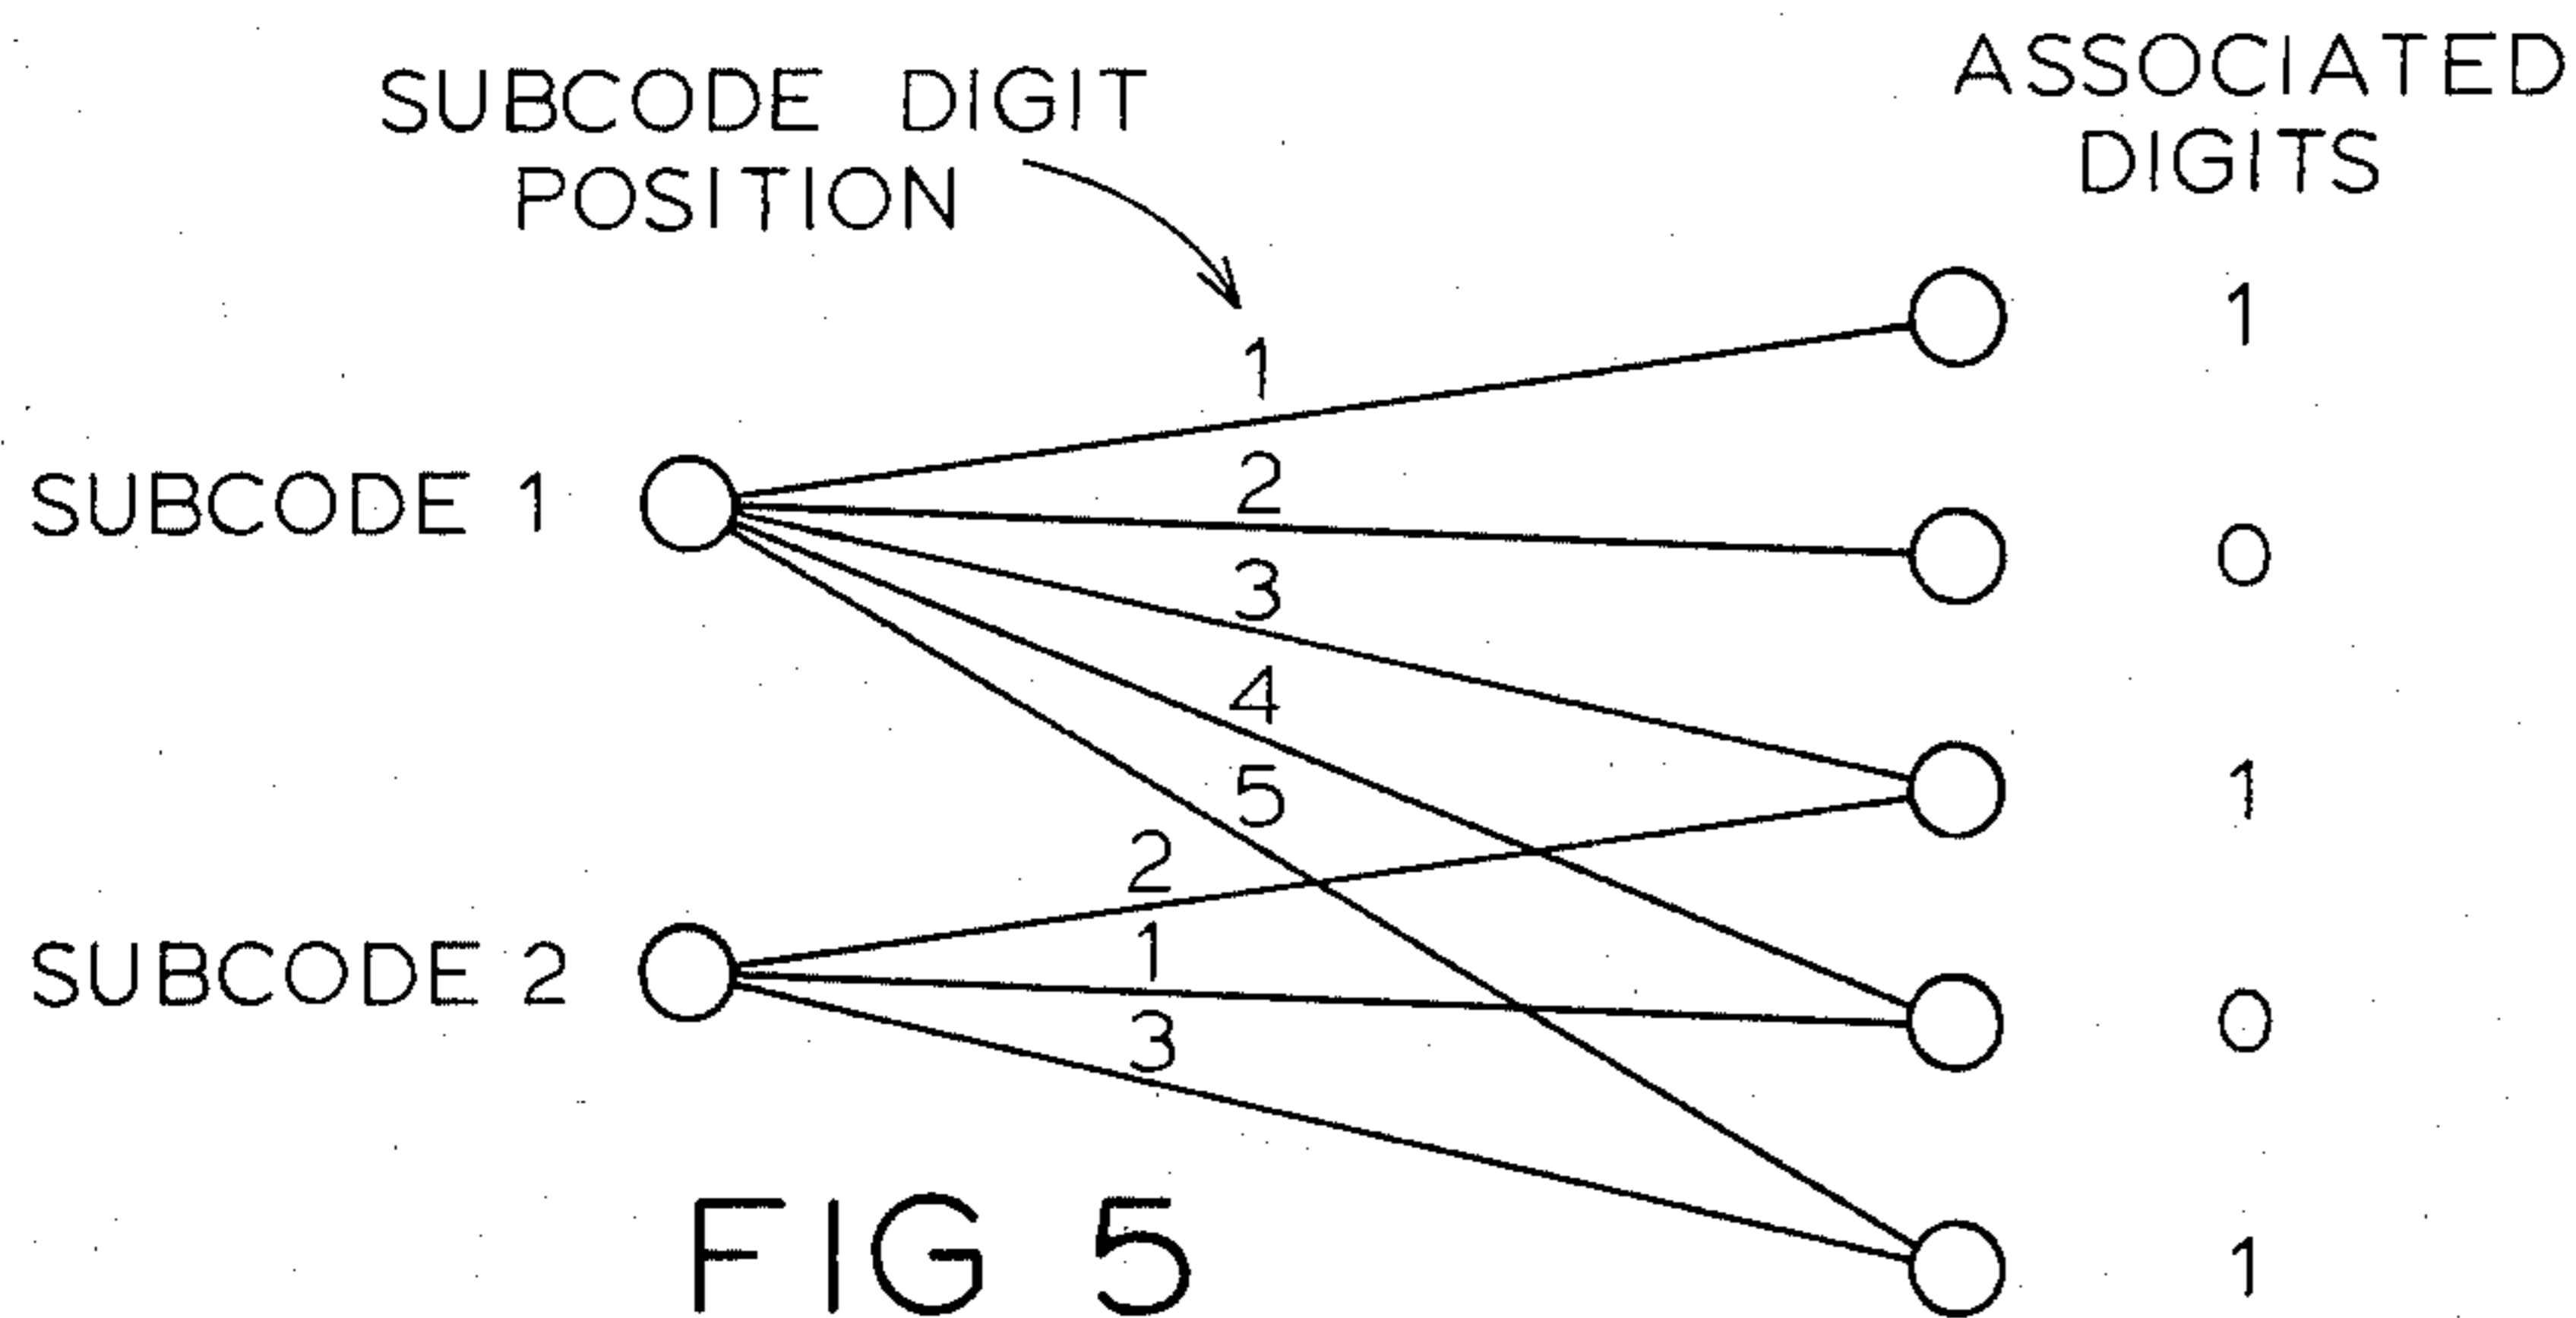 SUBCODE DIGIT
POSITION
ASSOCIATED
DIGITS
1
1
2
SUBCODE 1
0
3
4
1
5
2
1
SUBCODE 2
0
3
1
FIG 5